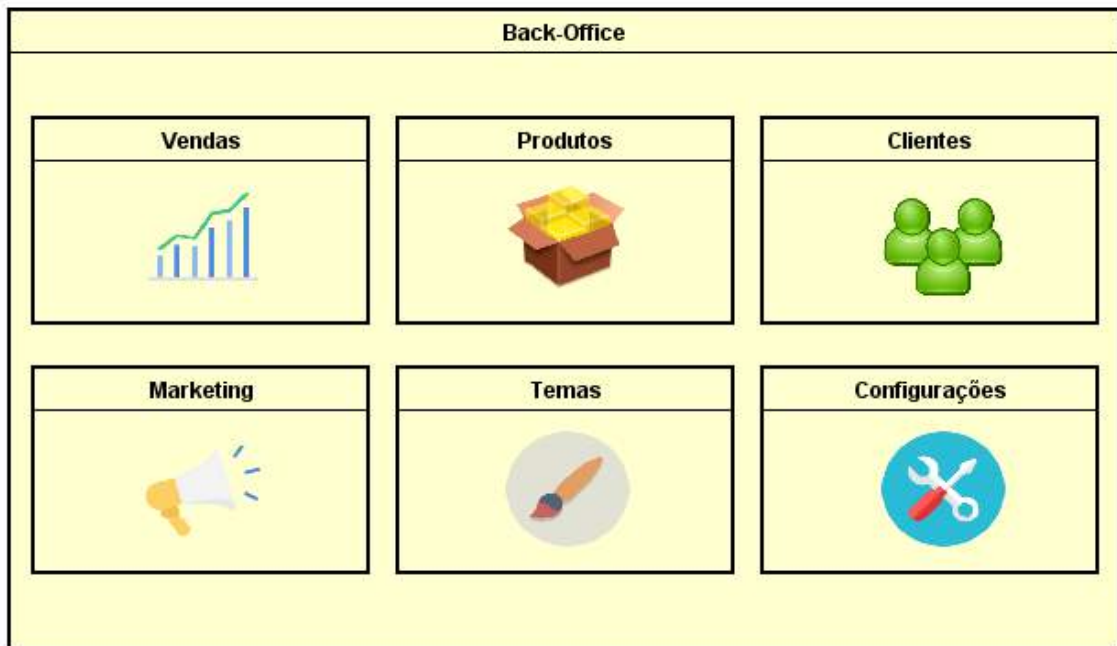 Back-Office
Vendas
Produtos
Clientes
Marketing
Temas
Configurações